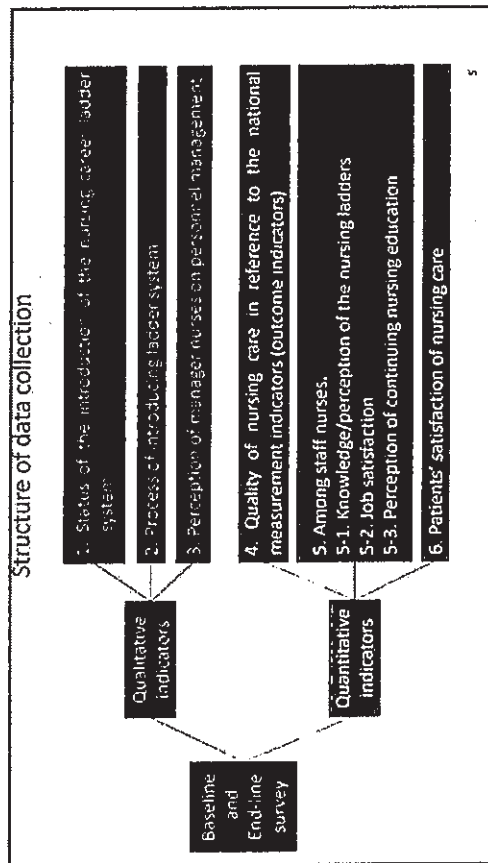 Structure of data collection
Baseline
and
End-line
survey
Qualitative
indicators
1. Status of the introduction of the nursing career ladder
system
2. Process of introducing ladder system
3. Perception of manager nurses on personnel management
Quantitative
indicators
4. Quality of nursing care in reference to the national
measurement indicators (outcome indicators)
5. Among staff nurses,
5-1. Knowledge/perception of the nursing ladders
5-2. Job satisfaction
5-3. Perception of continuing nursing education
6. Patients' satisfaction of nursing care
5